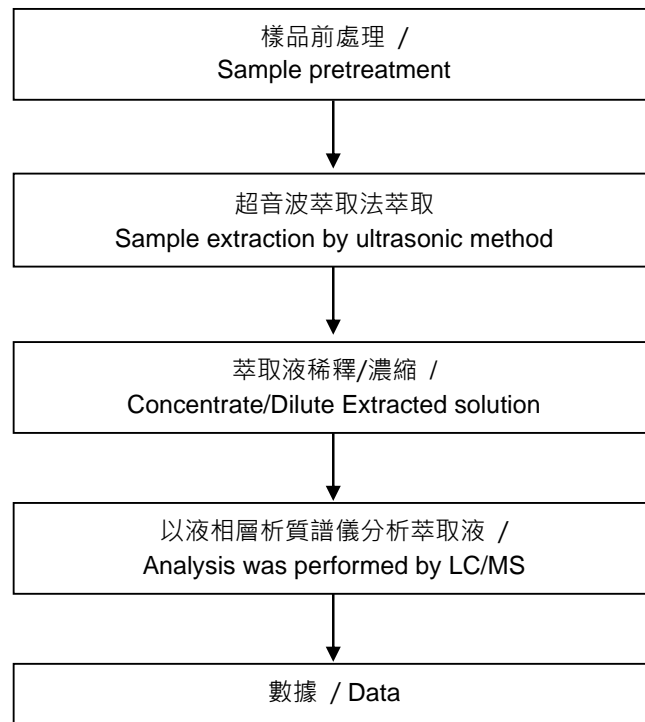 樣品前處理 /
Sample pretreatment
超音波萃取法萃取
Sample extraction by ultrasonic method
萃取液稀釋/濃縮 /
Concentrate/Dilute Extracted solution
以液相層析質譜儀分析萃取液 /
Analysis was performed by LC/MS
數據 / Data